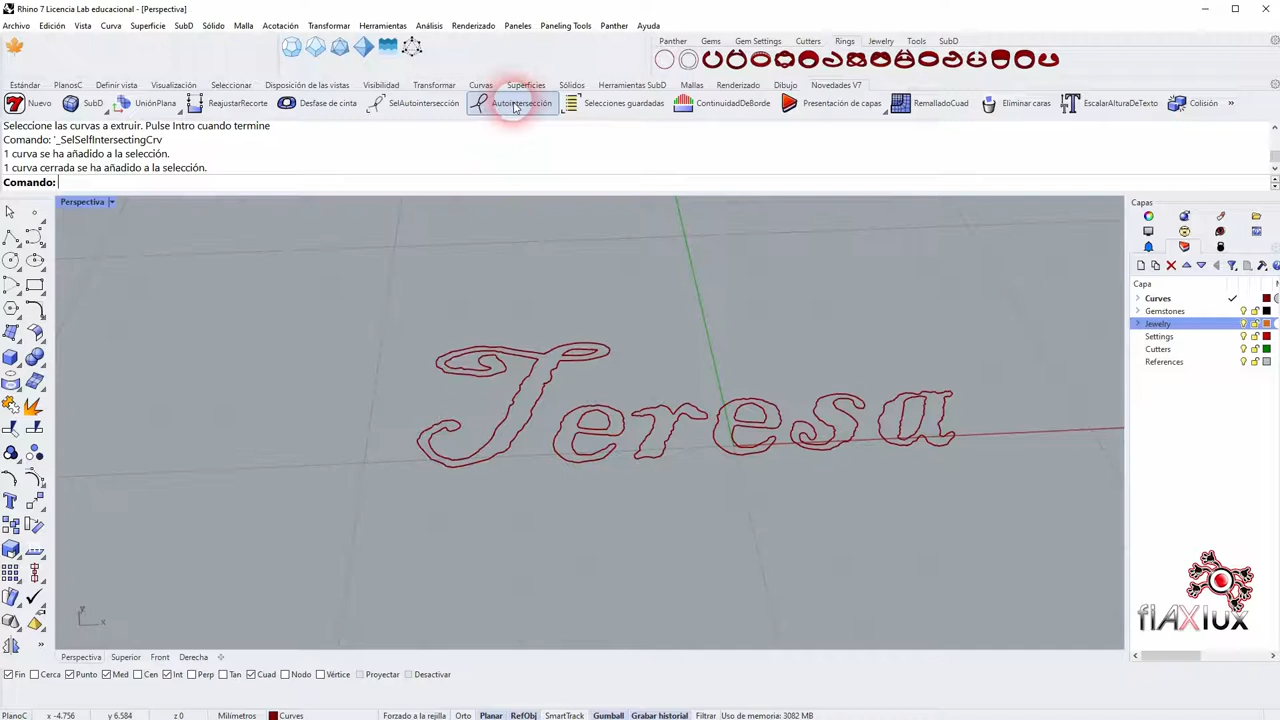 Rhino 7 Licencia Lab educacional - [Perspectiva]
Archivo Edición Vista Curva Superficie SubD Sólido Malla Acotación Transformar Herramientas Análisis Renderizado Paneles Paneling Tools Panther Ayuda
Panther Gems Gem Settings Cutters Rings Jewelry Tools SubD
Estándar PlanosC Definir vista Visualización Seleccionar Disposición de las vistas Visibilidad Transformar Curvas Superficies Sólidos Herramientas SubD Mallas Renderizado Dibujo Novedades V7
Nuevo SubD UniónPlana ReajustarRecorte Desfase de cinta SelAutointersección Autointersección Selecciones guardadas ContinuidadDeBorde Presentación de capas RemalladoCuad Eliminar caras EscalarAlturaDeTexto Colisión »
Seleccione las curvas a extruir. Pulse Intro cuando termine
Comando: '_SelSelfIntersectingCrv
1 curva se ha añadido a la selección.
1 curva cerrada se ha añadido a la selección.
Comando:
Perspectiva
Capas
Capa
Curves
Gemstones
Jewelry
Settings
Cutters
References
Teresa
y
x
flAXlux
Perspectiva Superior Front Derecha
Fin Cerca Punto Med Cen Int Perp Tan Cuad Nodo Vértice Proyectar Desactivar
PlanoC x -4.756 y 6.584 z 0 Milímetros Curves Forzado a la rejilla Orto Planar RefObj SmartTrack Gumball Grabar historial Filtrar Uso de memoria: 3082 MB